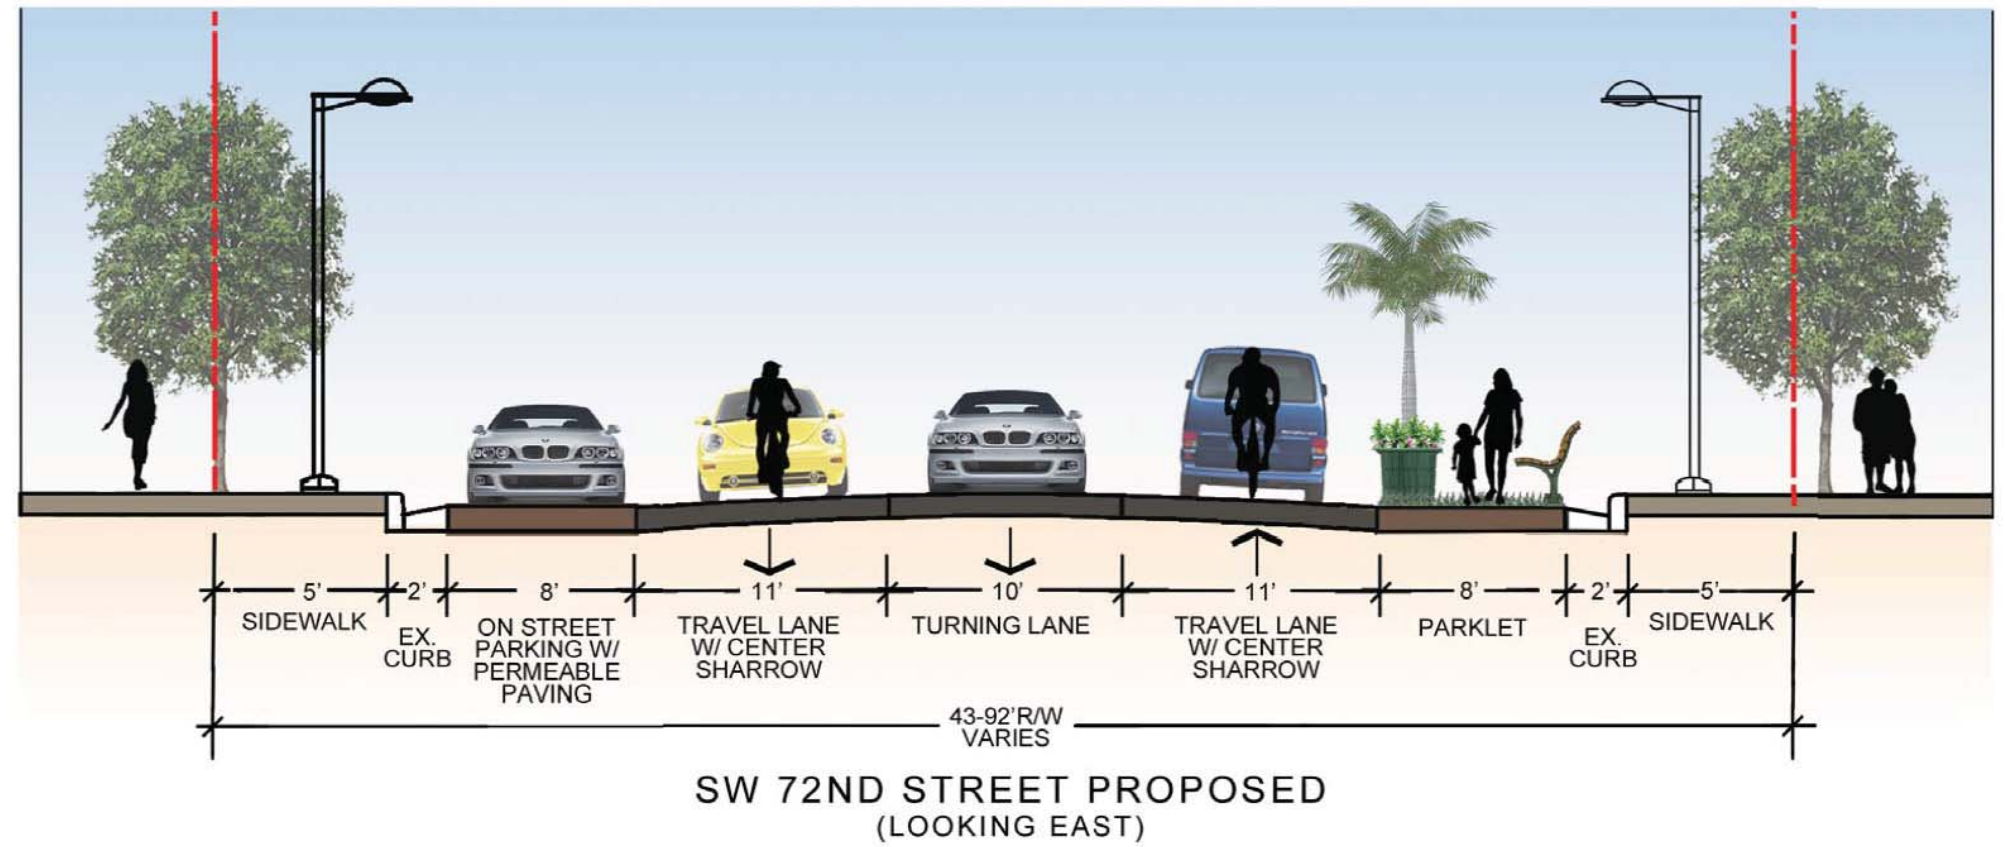 5'
SIDEWALK
2'
EX.
CURB
8'
ON STREET
PARKING W/
PERMEABLE
PAVING
11'
TRAVEL LANE
W/ CENTER
SHARROW
10'
TURNING LANE
11'
TRAVEL LANE
W/ CENTER
SHARROW
8'
PARKLET
2'
EX.
CURB
5'
SIDEWALK
43-92'R/W
VARIES
SW 72ND STREET PROPOSED
(LOOKING EAST)